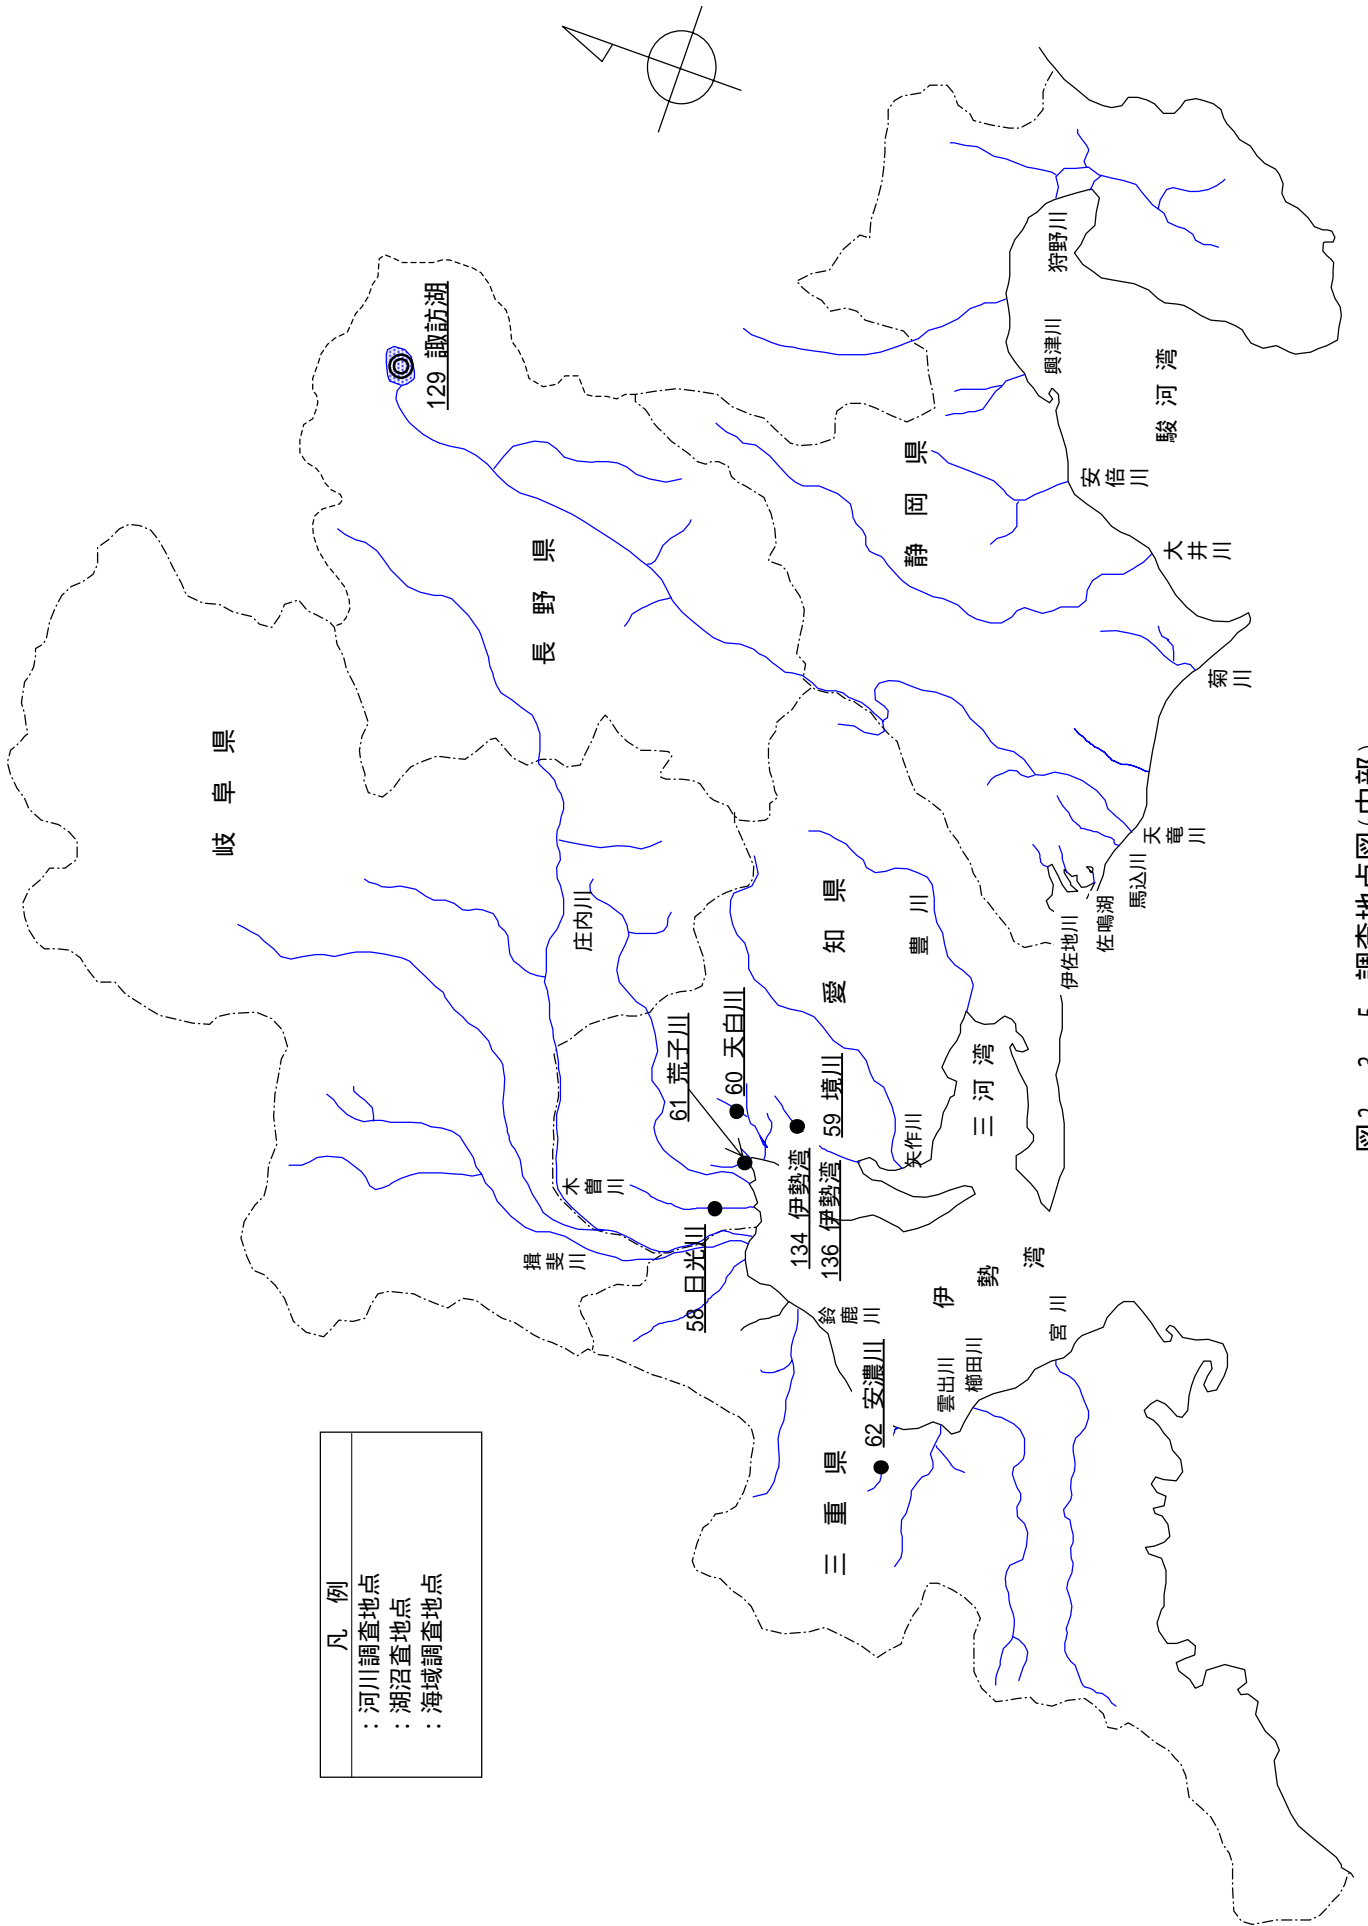 凡 例
：河川調査地点
：湖沼査地点
：海域調査地点
岐 阜 県
長 野 県
129 諏訪湖
静 岡 県
愛 知 県
三 重 県
狩野川
興津川
駿 河 湾
安倍川
大井川
菊川
天竜川
馬込川
佐鳴湖
伊佐地川
豊 川
庄内川
木曽川
揖斐川
61 荒子川
60 天白川
59 境川
58 日光川
134 伊勢湾
136 伊勢湾
矢作川
三 河 湾
伊 勢 湾
鈴鹿川
62 安濃川
雲出川
櫛田川
宮 川